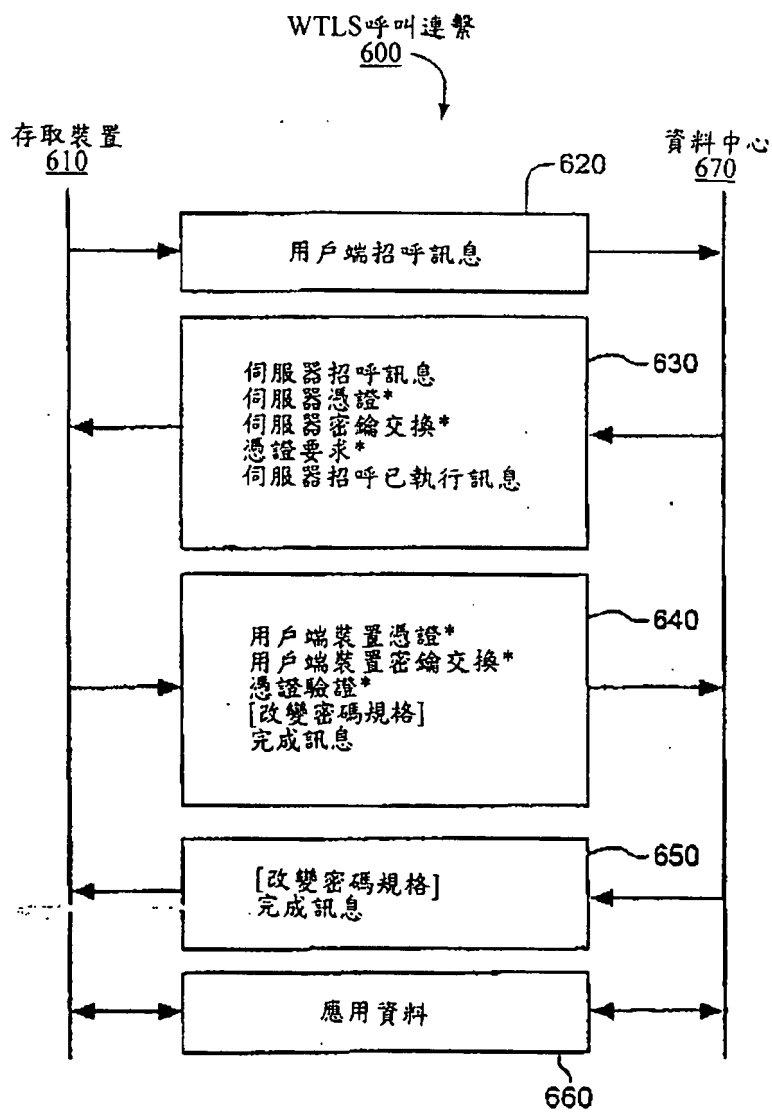 WTLS呼叫連繫
600
存取裝置
610
資料中心
670
620
用戶端招呼訊息
630
伺服器招呼訊息
伺服器憑證*
伺服器密鑰交換*
憑證要求*
伺服器招呼已執行訊息
640
用戶端裝置憑證*
用戶端裝置密鑰交換*
憑證驗證*
[改變密碼規格]
完成訊息
650
[改變密碼規格]
完成訊息
應用資料
660